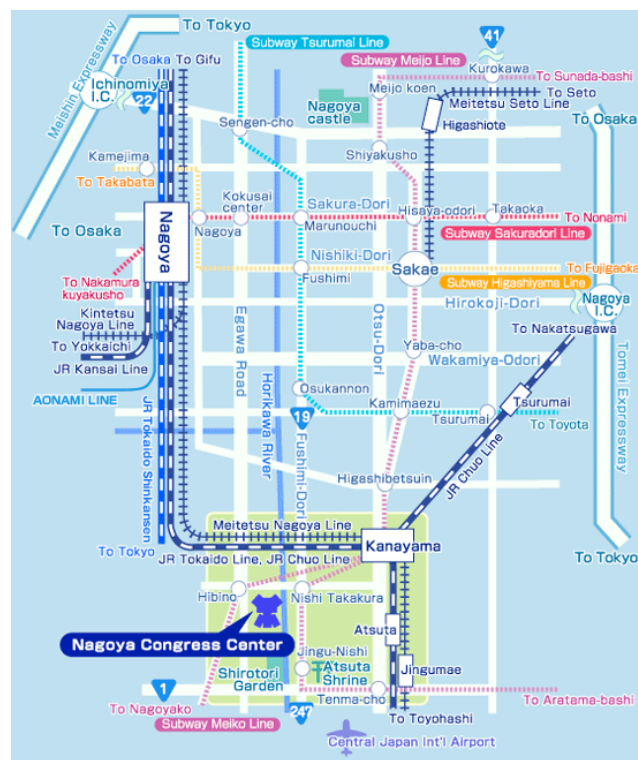 To Tokyo
41
Subway Tsurumai Line
Subway Meijo Line
To Osaka
To Gifu
Kurokawa
Meishin Expressway
Ichinomiya
I.C.
22
Meijo koen
To Sunada-bashi
To Seto
Meitetsu Seto Line
Nagoya
castle
Sengen-cho
Higashiote
To Osaka
Shiyakusho
Kamejima
To Takabata
Kokusai
center
Sakura-Dori
Hisaya-odori
Takaoka
Nagoya
Nagoya
Marunouchi
To Nonami
To Osaka
Subway Sakuradori Line
Nishiki-Dori
Sakae
To Fujigaoka
To Nakamura
kuyakusho
Fushimi
Subway Higashiyama Line
Nagoya
I.C.
Hirokoji-Dori
Kintetsu
Nagoya Line
To Yokkaichi
JR Kansai Line
Egawa Road
Otsu-Dori
To Nakatsugawa
Yaba-cho
Wakamiya-Odori
Horikawa River
Osukannon
Tsurumai
AONAMI LINE
JR Tokaido Shinkansen
19
Kamimaezu
Tsurumai
To Toyota
Tomei Expressway
Fushimi-Dori
JR Chuo Line
Higashibetsuin
Meitetsu Nagoya Line
Kanayama
To Tokyo
JR Tokaido Line, JR Chuo Line
To Tokyo
Hibino
Nishi Takakura
Nagoya Congress Center
Atsuta
Jingu-Nishi
Shirotori
Garden
Atsuta
Shrine
Jingumae
1
Tenma-cho
To Nagoyako
247
To Aratama-bashi
Subway Meiko Line
To Toyohashi
Central Japan Int'l Airport